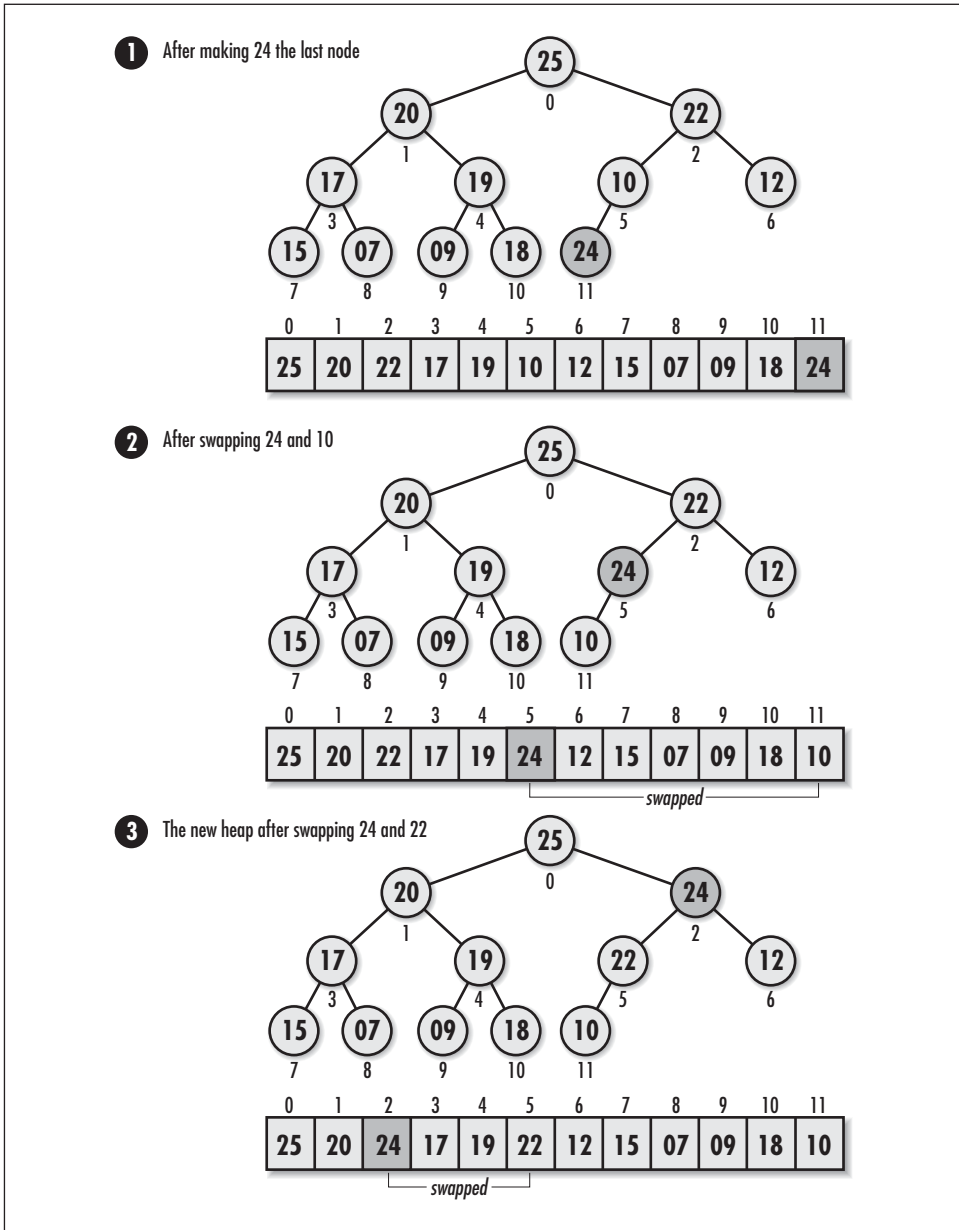 1 After making 24 the last node
25
0
20 22
1 2
17 19 10 12
3 4 5 6
15 07 09 18 24
7 8 9 10 11
0 1 2 3 4 5 6 7 8 9 10 11
25 20 22 17 19 10 12 15 07 09 18 24
2 After swapping 24 and 10
25
0
20 22
1 2
17 19 24 12
3 4 5 6
15 07 09 18 10
7 8 9 10 11
0 1 2 3 4 5 6 7 8 9 10 11
25 20 22 17 19 24 12 15 07 09 18 10
swapped
3 The new heap after swapping 24 and 22
25
0
20 24
1 2
17 19 22 12
3 4 5 6
15 07 09 18 10
7 8 9 10 11
0 1 2 3 4 5 6 7 8 9 10 11
25 20 24 17 19 22 12 15 07 09 18 10
swapped